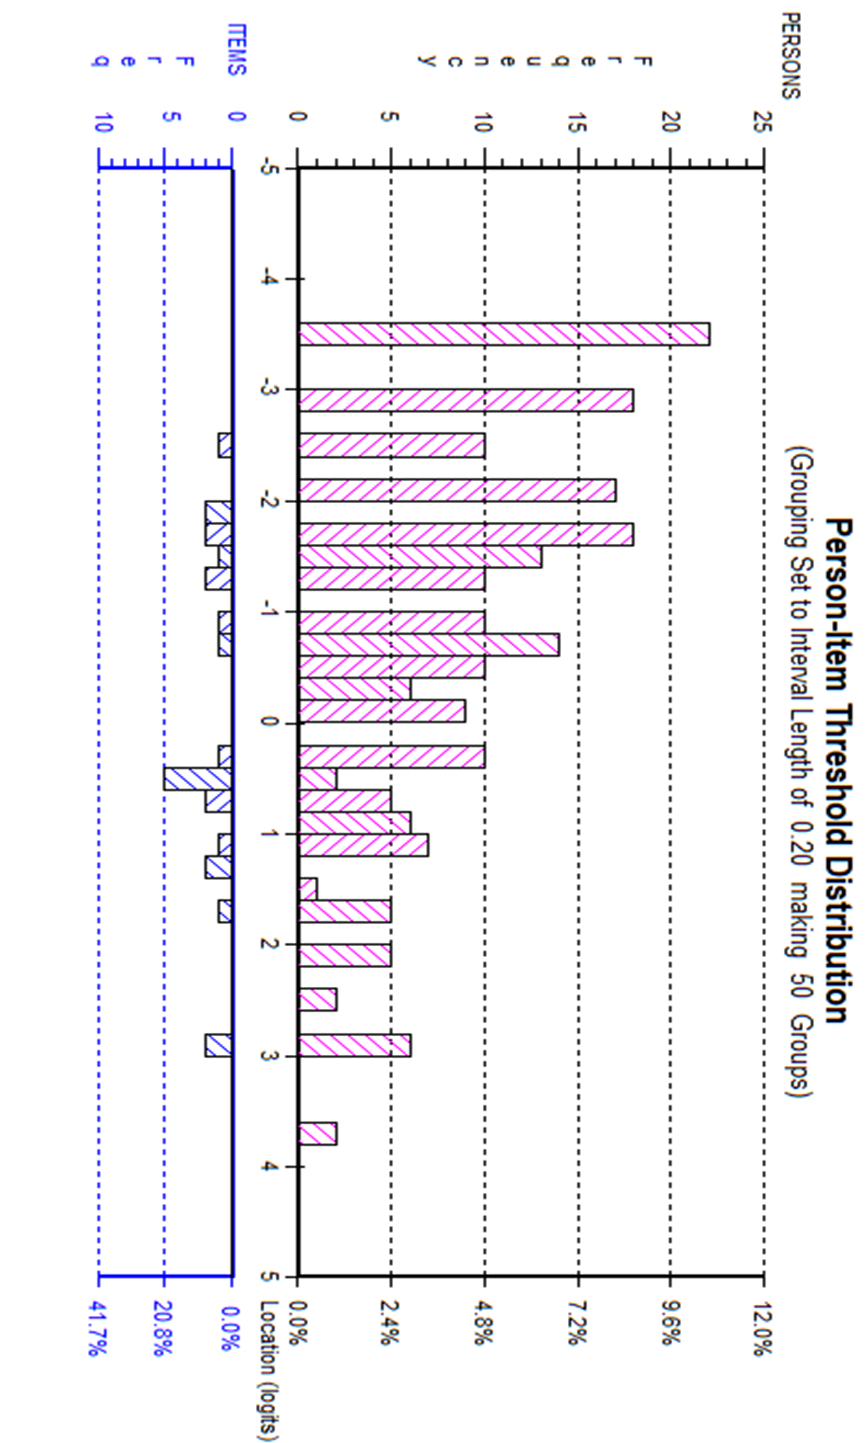 Person-Item Threshold Distribution
(Grouping Set to Interval Length of 0.20 making 50 Groups)
PERSONS
Frequency
25
20
15
10
5
0
12.0%
9.6%
7.2%
4.8%
2.4%
0.0%
-5 -4 -3 -2 -1 0 1 2 3 4 5
Location (logits)
ITEMS
Freq
0
5
10
0.0%
20.8%
41.7%